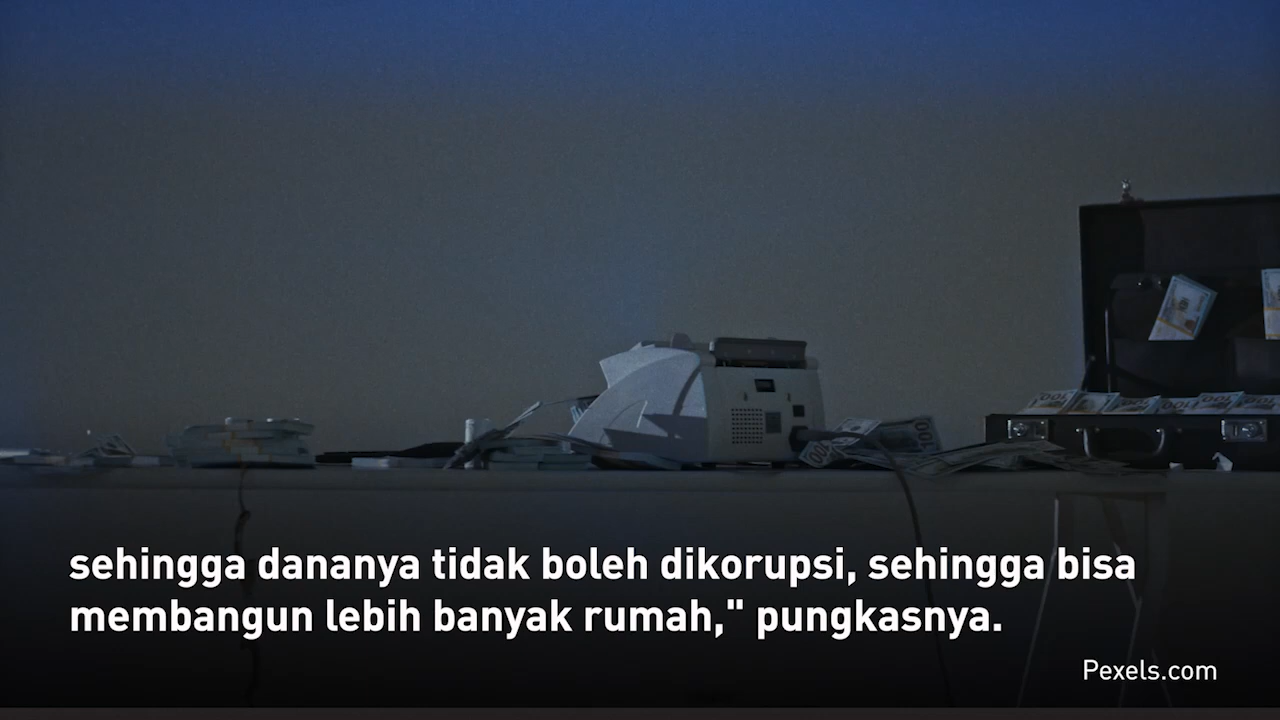 sehingga dananya tidak boleh dikorupsi, sehingga bisa
membangun lebih banyak rumah," pungkasnya.
Pexels.com